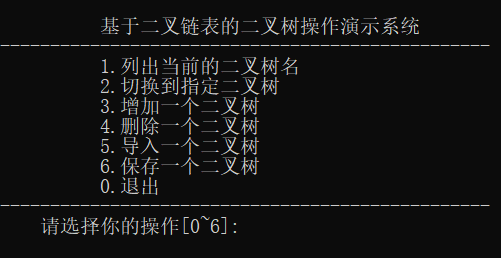 基于二叉链表的二叉树操作演示系统
1.列出当前的二叉树名
2.切换到指定二叉树
3.增加一个二叉树
4.删除一个二叉树
5.导入一个二叉树
6.保存一个二叉树
0.退出
请选择你的操作[0~6]: